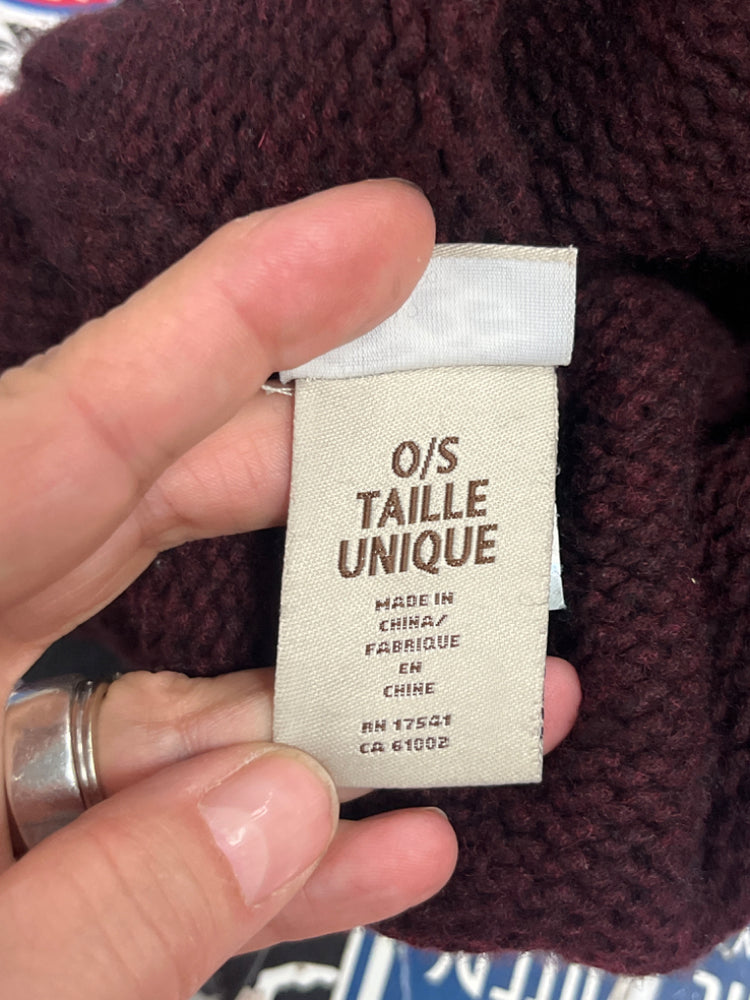 O/S
TAILLE
UNIQUE
MADE IN
CHINA/
FABRIQUE
EN
CHINE
RN 17541
CA 61002